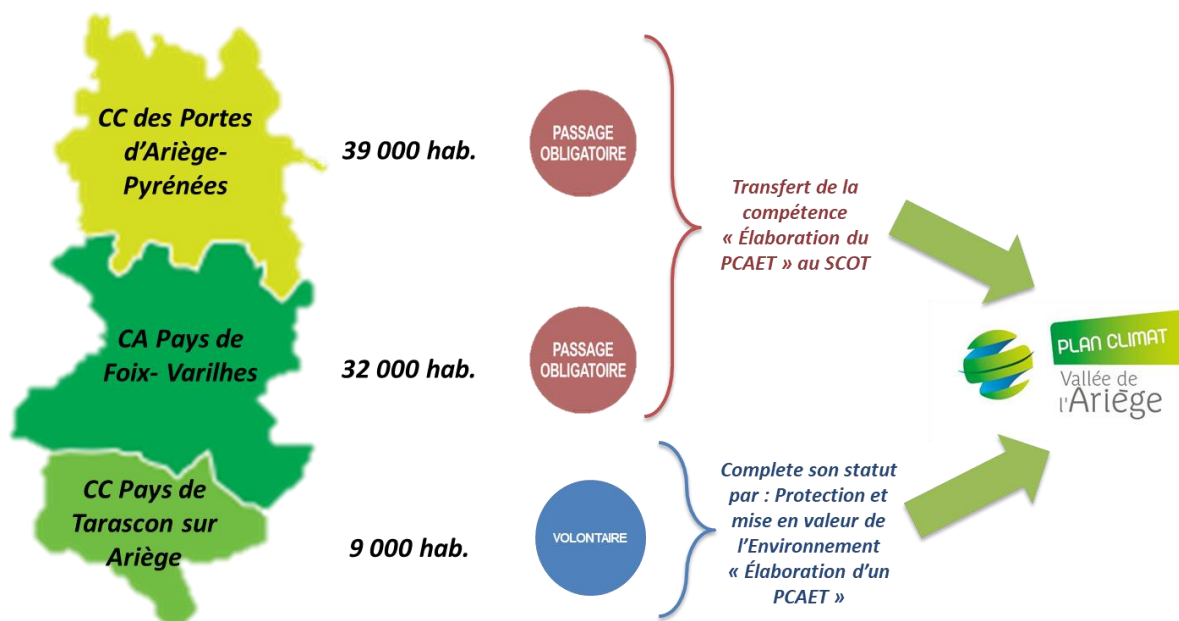 CC des Portes
d'Ariège-
Pyrénées
39 000 hab.
PASSAGE
OBLIGATOIRE
Transfert de la
compétence
« Élaboration du
PCAET » au SCOT
CA Pays de
Foix- Varilhes
32 000 hab.
PASSAGE
OBLIGATOIRE
PLAN CLIMAT
Vallée de
l'Ariège
CC Pays de
Tarascon sur
Ariège
9 000 hab.
VOLONTAIRE
Complete son statut
par : Protection et
mise en valeur de
l'Environnement
« Élaboration d'un
PCAET »